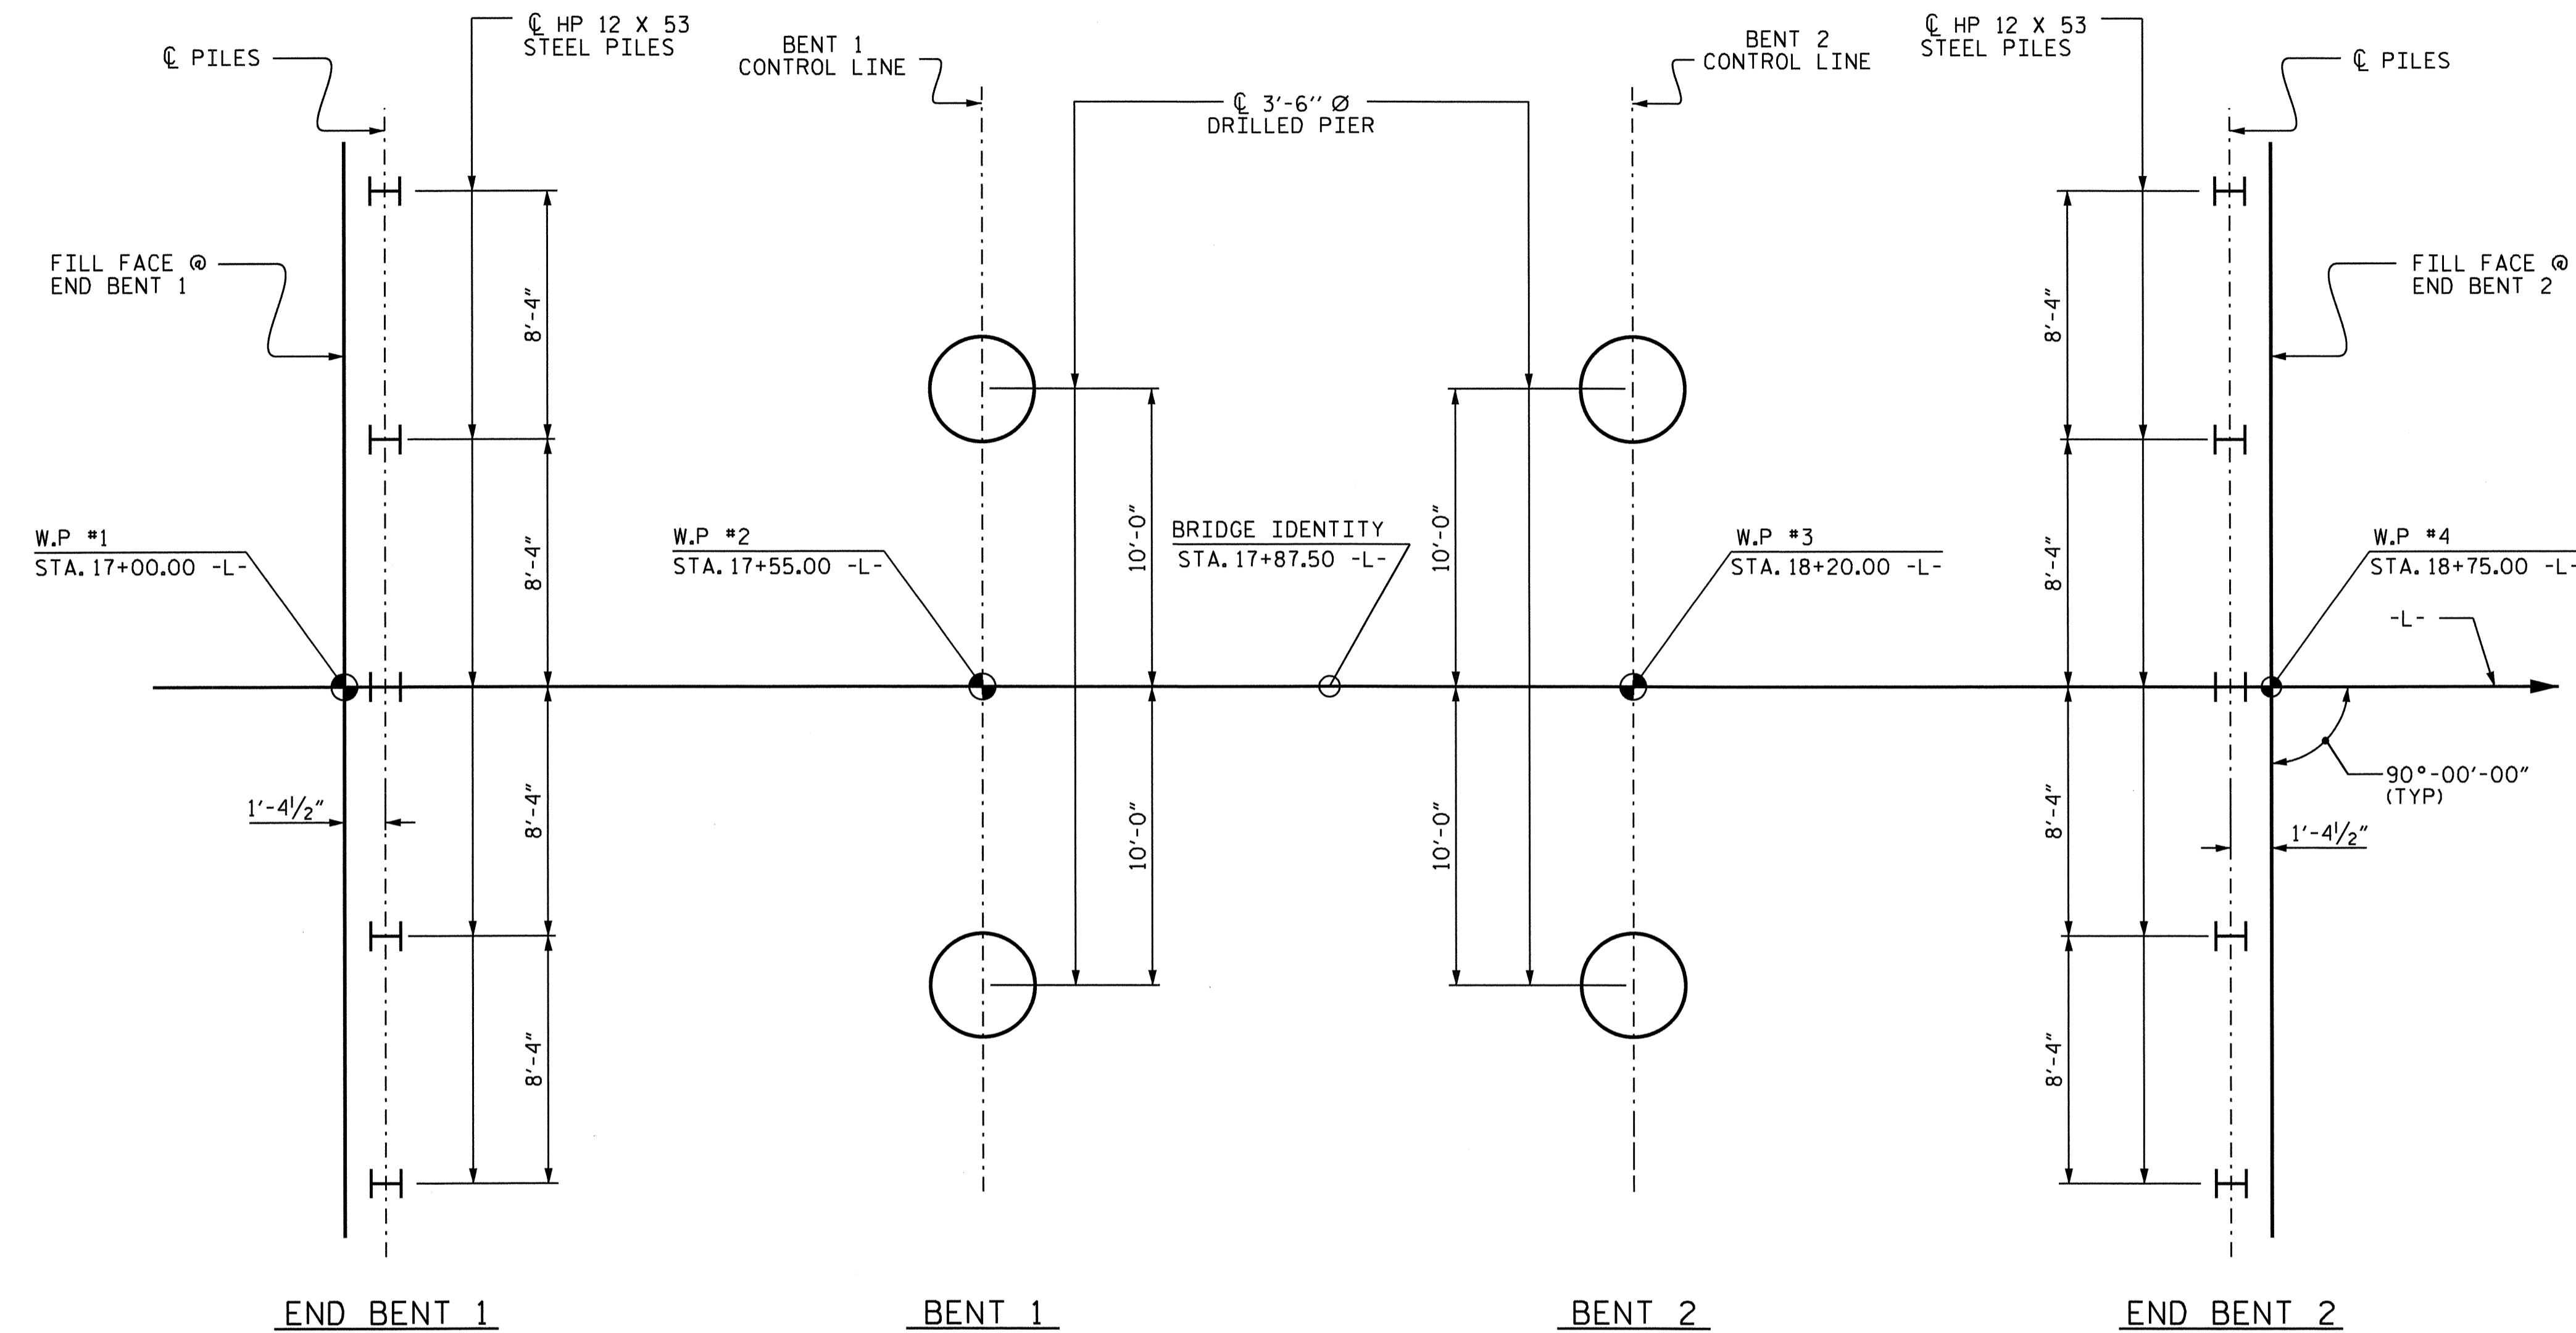 ℄ HP 12 X 53
STEEL PILES
℄ PILES
BENT 1
CONTROL LINE
℄ 3'-6'' Ø
DRILLED PIER
BENT 2
CONTROL LINE
℄ HP 12 X 53
STEEL PILES
℄ PILES
FILL FACE @
END BENT 1
8'-4"
8'-4"
FILL FACE @
END BENT 2
W.P #1
STA. 17+00.00 -L-
8'-4"
W.P #2
STA. 17+55.00 -L-
10'-0"
BRIDGE IDENTITY
STA. 17+87.50 -L-
10'-0"
W.P #3
STA. 18+20.00 -L-
8'-4"
W.P #4
STA. 18+75.00 -L-
-L-
90°-00'-00"
(TYP)
1'-4½"
8'-4"
10'-0"
10'-0"
8'-4"
1'-4½"
8'-4"
8'-4"
END BENT 1
BENT 1
BENT 2
END BENT 2